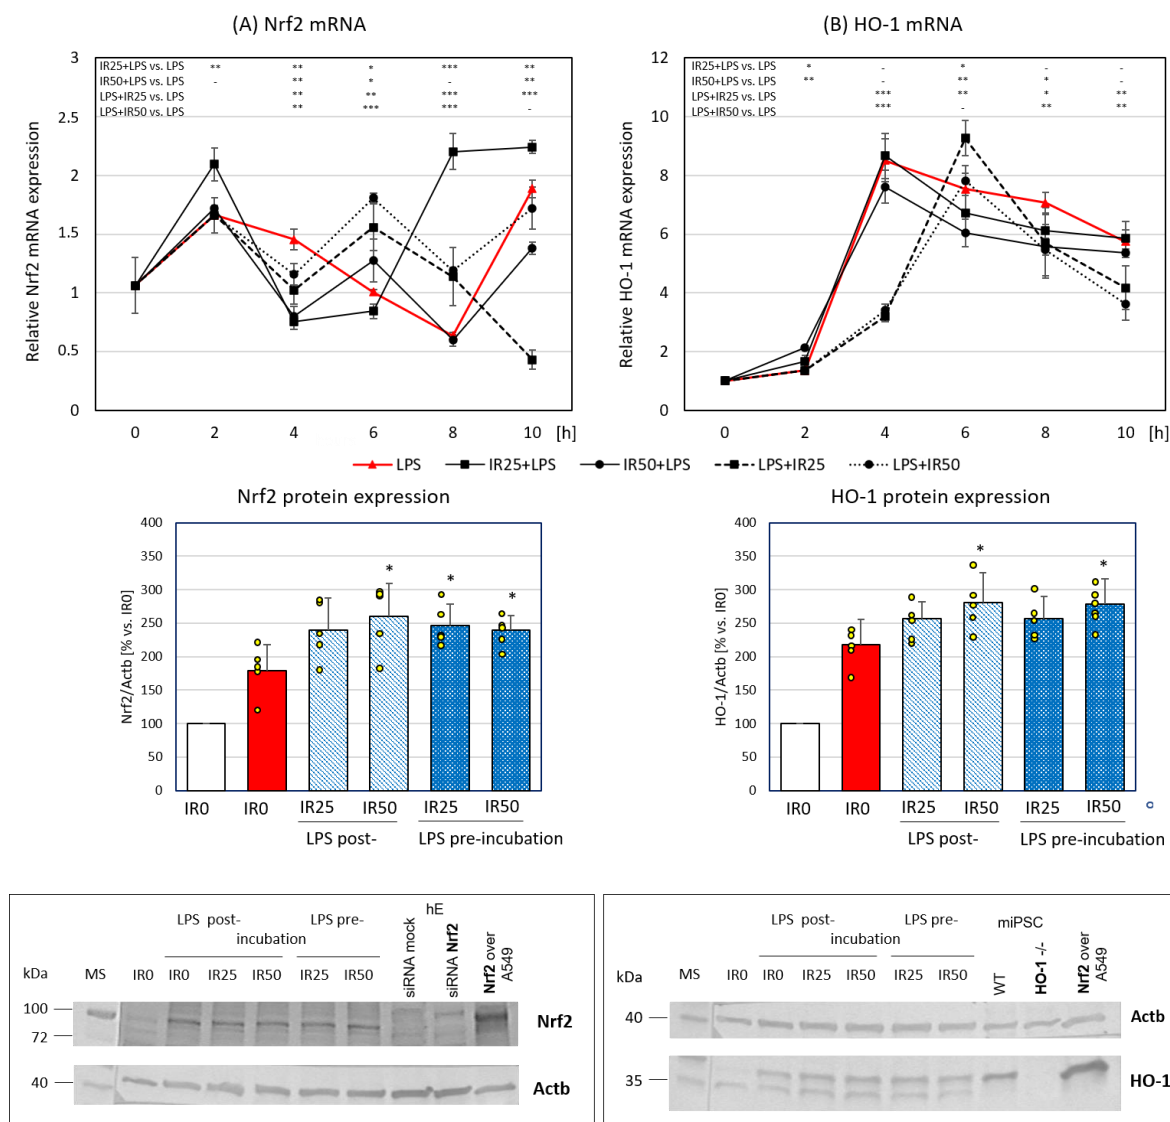 (A) Nrf2 mRNA
3
2.5
2
1.5
1
0.5
0
Relative Nrf2 mRNA expression
IR25+LPS vs. LPS ** ** * *** **
IR50+LPS vs. LPS - ** * - **
LPS+IR25 vs. LPS ** ** *** ***
LPS+IR50 vs. LPS ** *** *** -
0 2 4 6 8 10 [h]
(B) HO-1 mRNA
12
10
8
6
4
2
0
Relative HO-1 mRNA expression
IR25+LPS vs. LPS * - * - -
IR50+LPS vs. LPS ** - ** * -
LPS+IR25 vs. LPS *** ** * **
LPS+IR50 vs. LPS *** - ** **
0 2 4 6 8 10 [h]
LPS IR25+LPS IR50+LPS LPS+IR25 LPS+IR50
Nrf2 protein expression
400
350
300
250
200
150
100
50
0
Nrf2/Actb [% vs. IR0]
* * *
IR0 IR0 IR25 IR50 IR25 IR50
LPS post- LPS pre-incubation
HO-1 protein expression
400
350
300
250
200
150
100
50
0
HO-1/Actb [% vs. IR0]
* *
IR0 IR0 IR25 IR50 IR25 IR50
LPS post- LPS pre-incubation
LPS post- LPS pre-
incubation
hE
kDa MS IR0 IR0 IR25 IR50 IR25 IR50
siRNA mock
siRNA Nrf2
Nrf2 over
A549
100
72
Nrf2
40
Actb
LPS post- LPS pre-
incubation
miPSC
kDa MS IR0 IR0 IR25 IR50 IR25 IR50
WT
HO-1 -/-
Nrf2 over
A549
40
Actb
35
HO-1